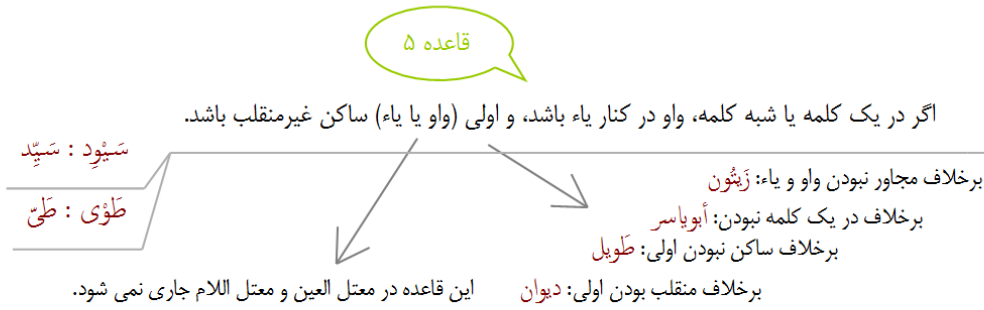 قاعده ۵
اگر در یک کلمه یا شبه کلمه، واو در کنار یاء باشد، و اولی (واو یا یاء) ساکن غیرمنقلب باشد.
سَیْوِد : سَیِّد
طَوْی : طَیّ
برخلاف مجاور نبودن واو و یاء: زَیتُون
برخلاف در یک کلمه نبودن: أبویاسر
برخلاف ساکن نبودن اولی: طَویل
برخلاف منقلب بودن اولی: دیوان
این قاعده در معتل العین و معتل اللام جاری نمی شود.